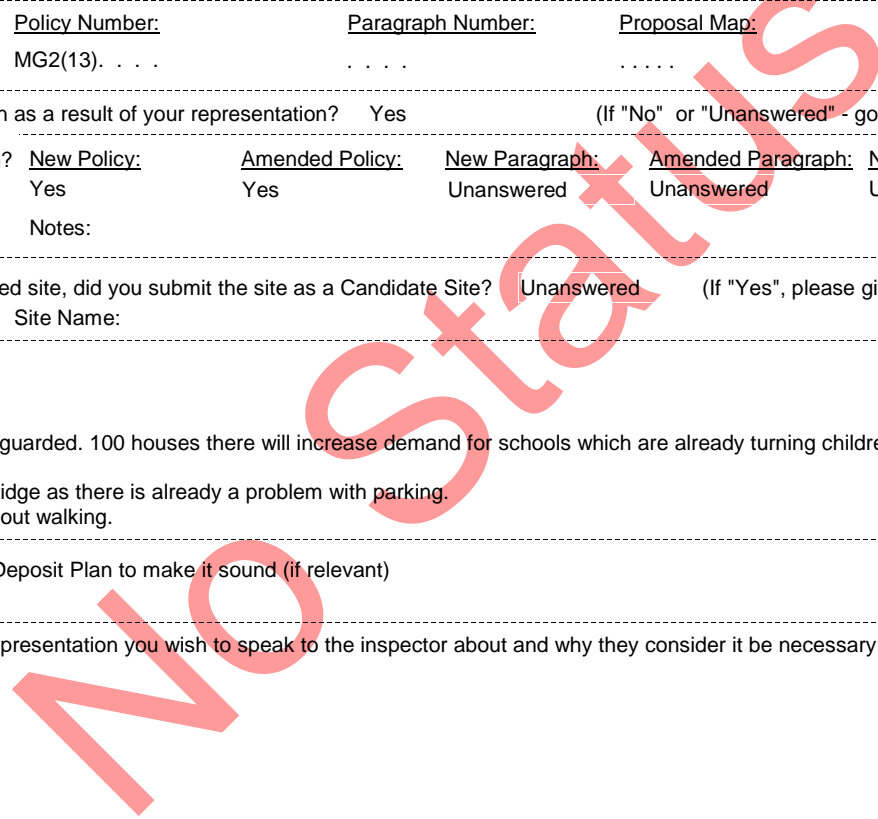 Policy Number: Paragraph Number: Proposal Map:
MG2(13). . . . . . . . . . . . .
as a result of your representation? Yes (If "No" or "Unanswered" - go
? New Policy: Amended Policy: New Paragraph: Amended Paragraph:
Yes Yes Unanswered Unanswered
Notes:
ed site, did you submit the site as a Candidate Site? Unanswered (If "Yes", please gi
Site Name:
guarded. 100 houses there will increase demand for schools which are already turning childre
idge as there is already a problem with parking.
out walking.
Deposit Plan to make it sound (if relevant)
presentation you wish to speak to the inspector about and why they consider it be necessary
No Status